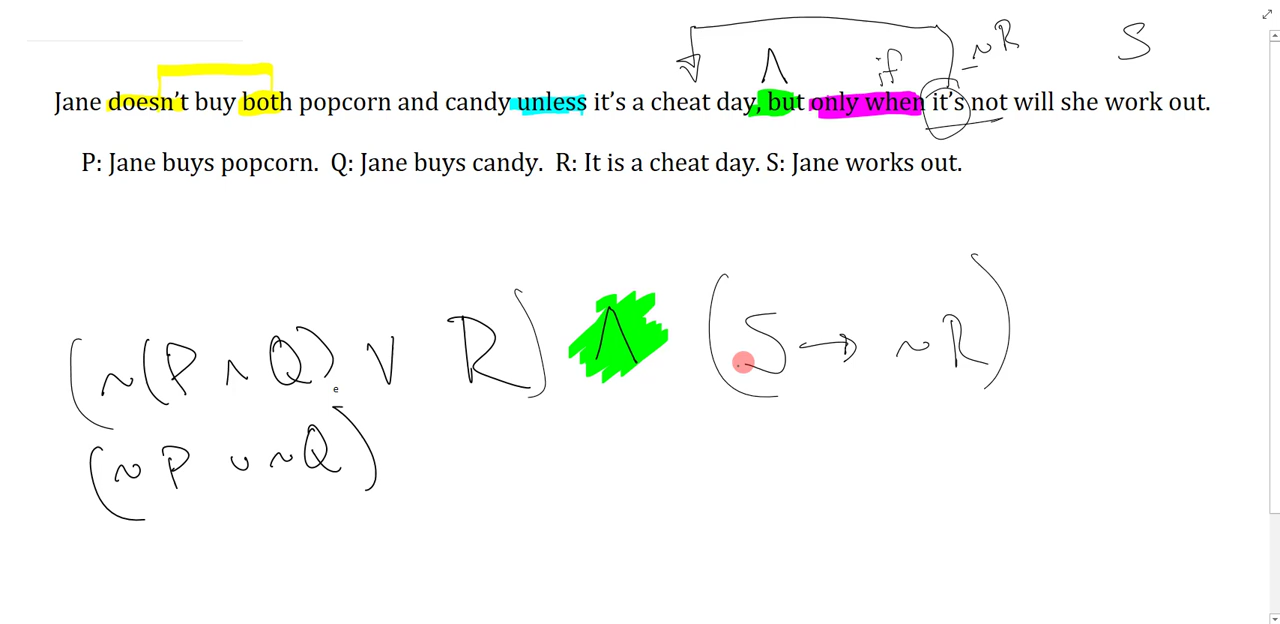 ∧ if ~R S
Jane doesn't buy both popcorn and candy unless it's a cheat day, but only when it's not will she work out.
P: Jane buys popcorn. Q: Jane buys candy. R: It is a cheat day. S: Jane works out.
(~(P ∧ Q) ∨ R) ∧ (S → ~R)
e
(~P ∪ ~Q)